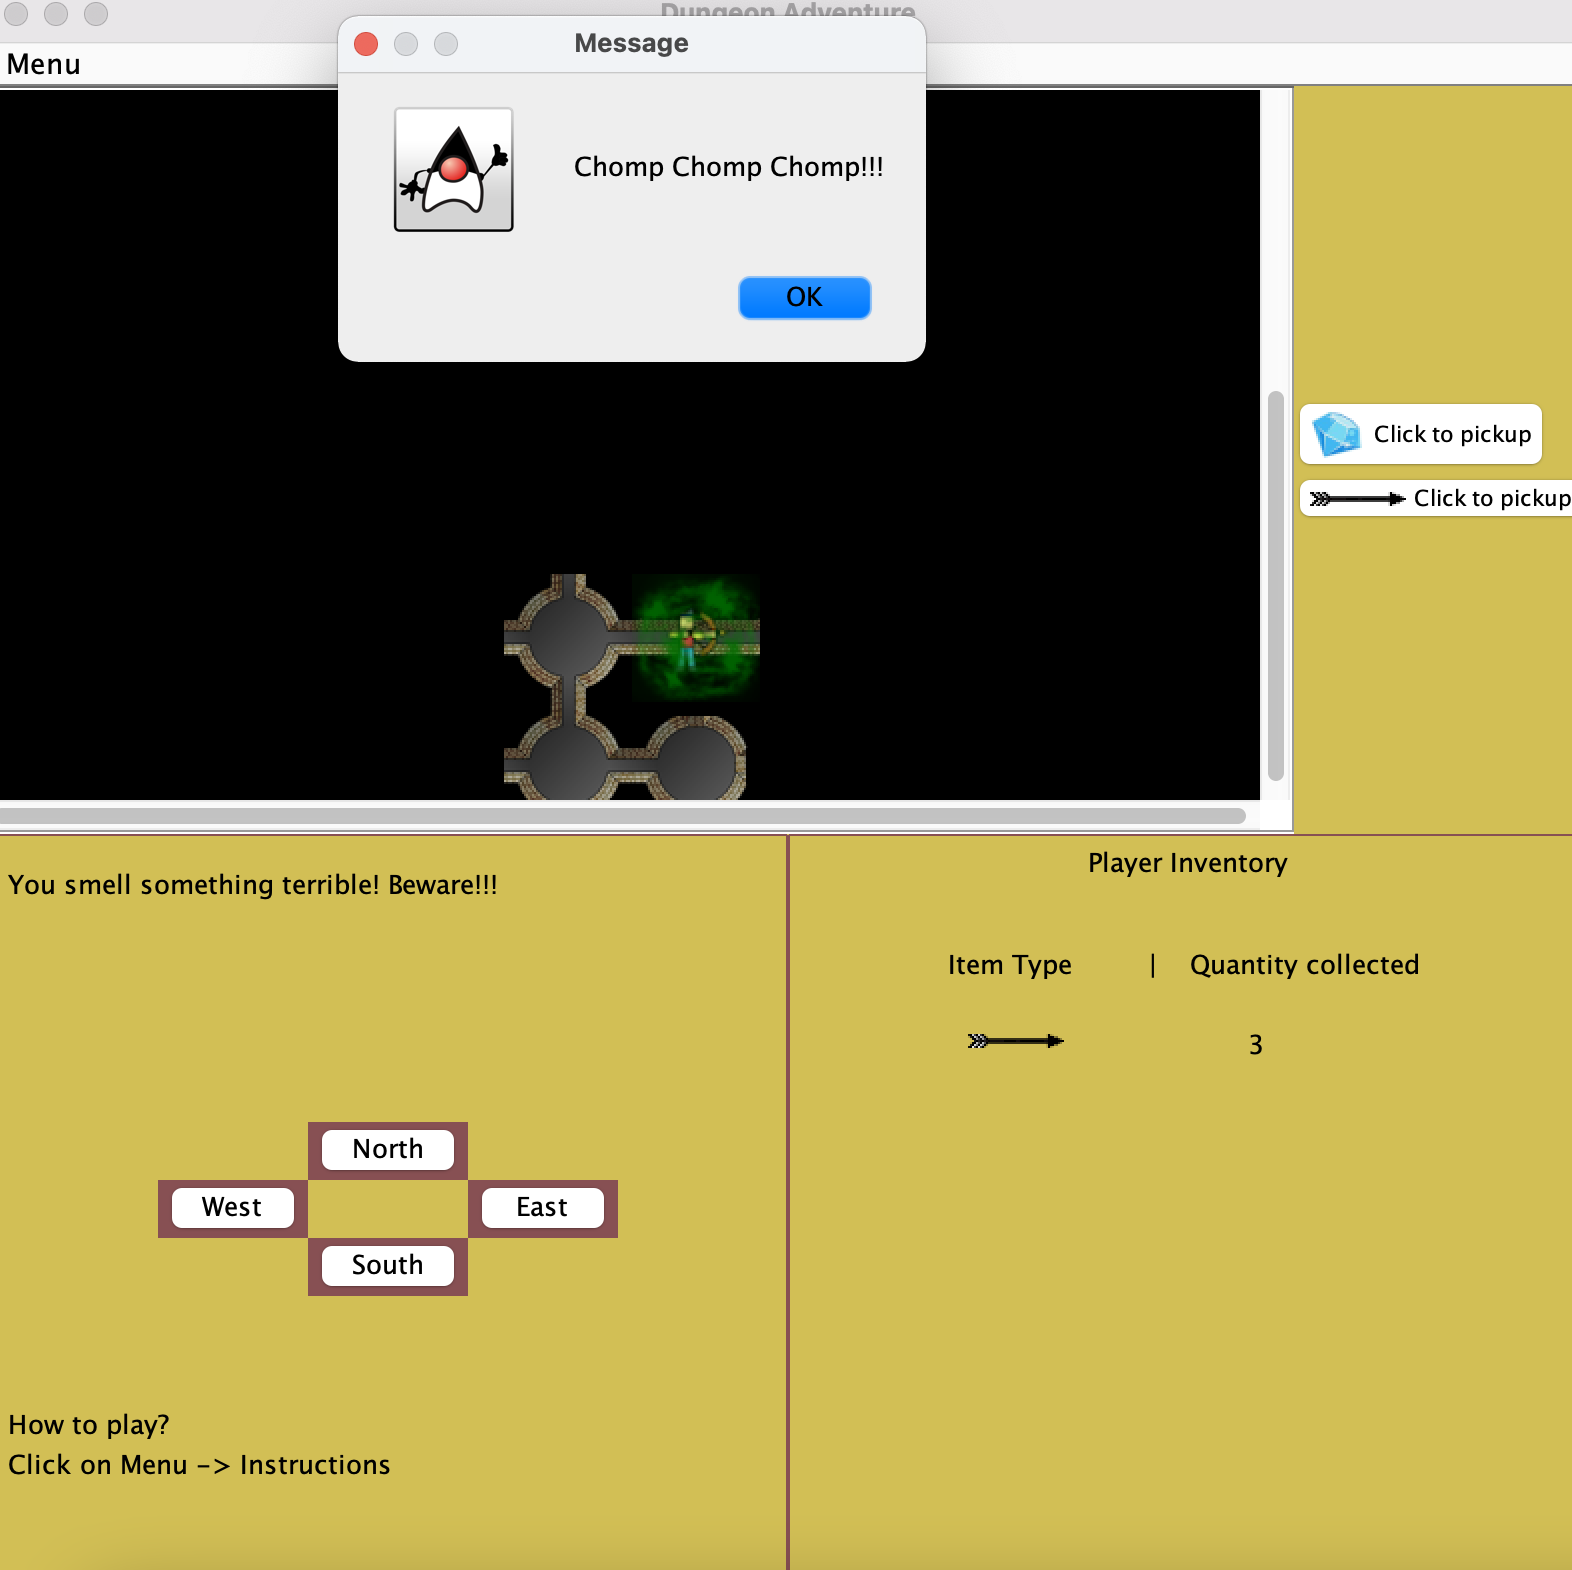 Dungeon Adventure
Message
Menu
Chomp Chomp Chomp!!!
OK
Click to pickup
Click to pickup
You smell something terrible! Beware!!!
North
West
East
South
How to play?
Click on Menu -> Instructions
Player Inventory
Item Type | Quantity collected
3